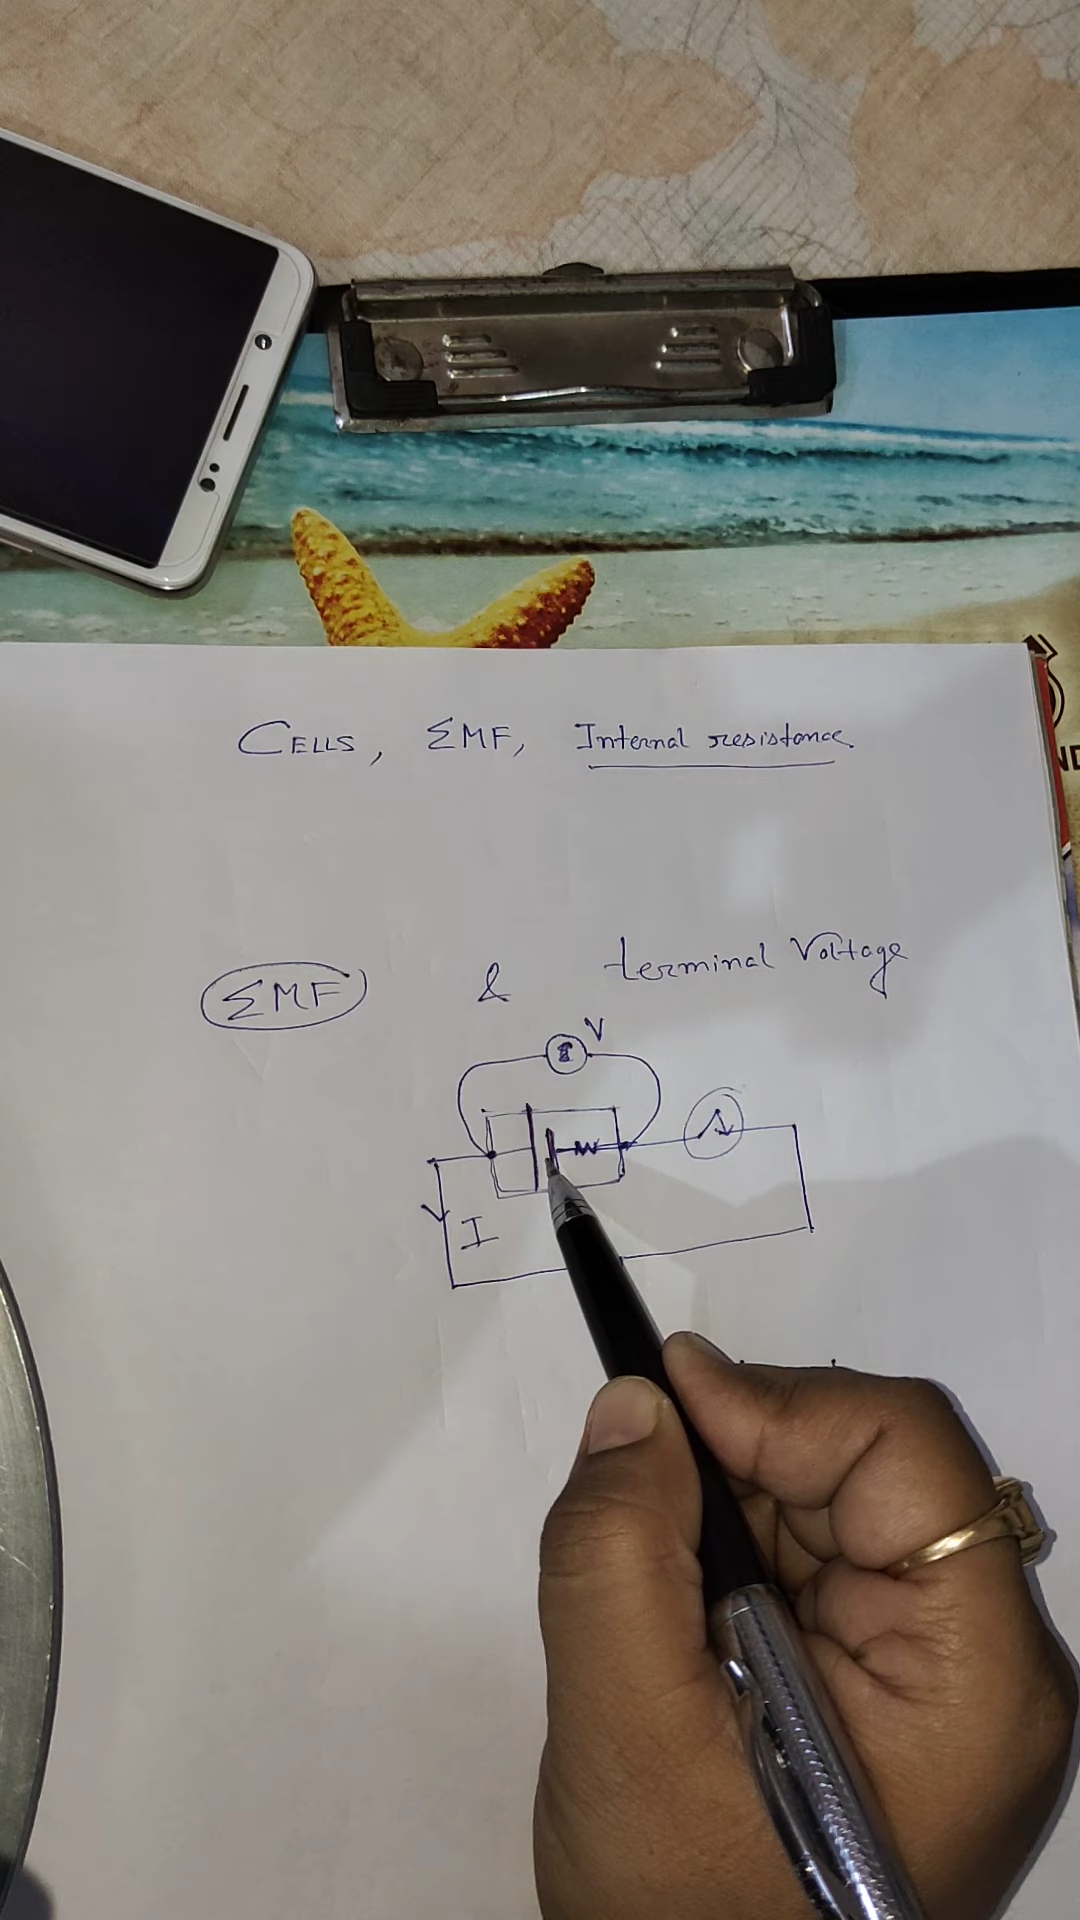 CELLS, EMF, Internal resistance.
EMF & terminal Voltage
V
I